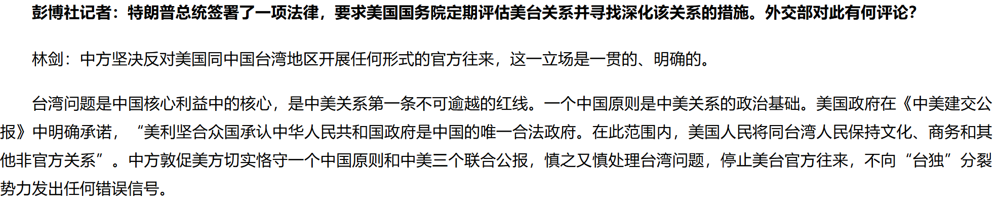 彭博社记者：特朗普总统签署了一项法律，要求美国国务院定期评估美台关系并寻找深化该关系的措施。外交部对此有何评论？
林剑：中方坚决反对美国同中国台湾地区开展任何形式的官方往来，这一立场是一贯的、明确的。
台湾问题是中国核心利益中的核心，是中美关系第一条不可逾越的红线。一个中国原则是中美关系的政治基础。美国政府在《中美建交公
报》中明确承诺，“美利坚合众国承认中华人民共和国政府是中国的唯一合法政府。在此范围内，美国人民将同台湾人民保持文化、商务和其
他非官方关系”。中方敦促美方切实恪守一个中国原则和中美三个联合公报，慎之又慎处理台湾问题，停止美台官方往来，不向“台独”分裂
势力发出任何错误信号。